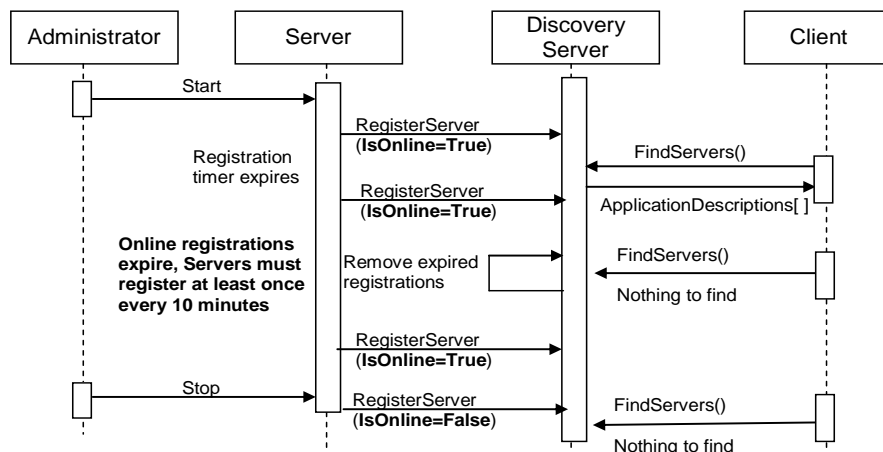 Administrator
Server
Discovery
Server
Client
Start
RegisterServer
(IsOnline=True)
FindServers()
Registration
timer expires
RegisterServer
(IsOnline=True)
ApplicationDescriptions[ ]
Online registrations
expire, Servers must
register at least once
every 10 minutes
Remove expired
registrations
FindServers()
Nothing to find
RegisterServer
(IsOnline=True)
Stop
RegisterServer
(IsOnline=False)
FindServers()
Nothing to find